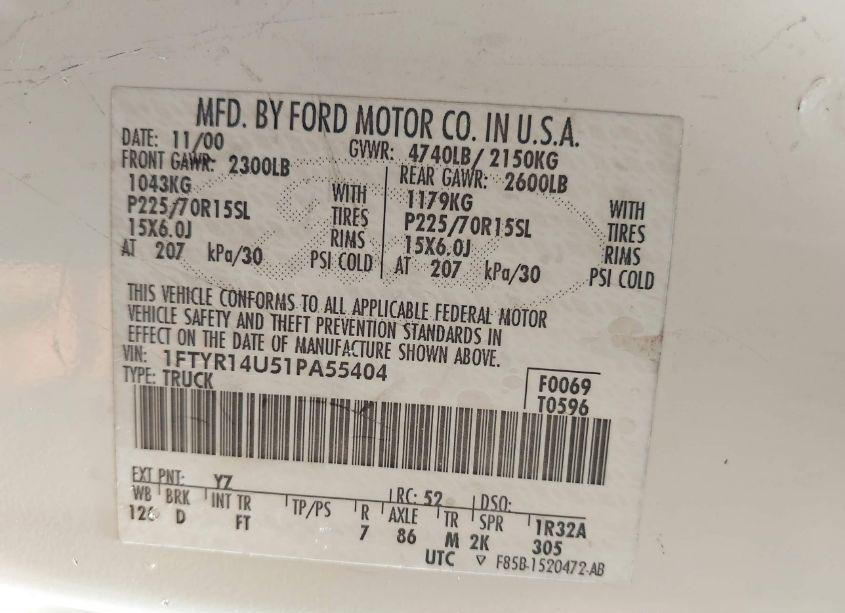 MFD. BY FORD MOTOR CO. IN U.S.A.
DATE: 11/00 GVWR: 4740LB/ 2150KG
FRONT GAWR: 2300LB REAR GAWR: 2600LB
1043KG WITH 1179KG WITH
P225/70R15SL TIRES P225/70R15SL TIRES
15X6.0J RIMS 15X6.0J RIMS
AT 207 kPa/30 PSI COLD AT 207 kPa/30 PSI COLD
THIS VEHICLE CONFORMS TO ALL APPLICABLE FEDERAL MOTOR
VEHICLE SAFETY AND THEFT PREVENTION STANDARDS IN
EFFECT ON THE DATE OF MANUFACTURE SHOWN ABOVE.
VIN: 1FTYR14U51PA55404
TYPE: TRUCK F0069
T0596
EXT PNT: YZ RC: 52 DSO:
WB BRK INT TR TP/PS R AXLE TR SPR 1R32A
126 D FT 7 86 M 2K 305
UTC ▽ F85B-1520472-AB